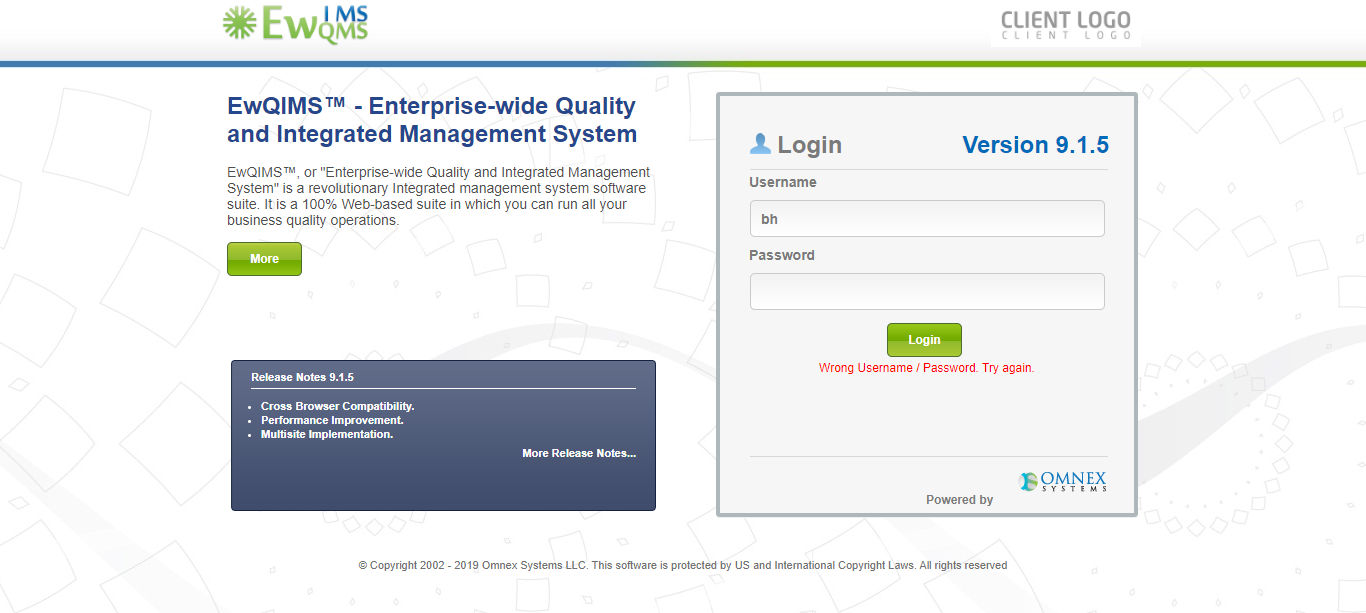 EwIMS
QMS
CLIENT LOGO
CLIENT LOGO
EwQIMS™ - Enterprise-wide Quality
and Integrated Management System
EwQIMS™, or "Enterprise-wide Quality and Integrated Management
System" is a revolutionary Integrated management system software
suite. It is a 100% Web-based suite in which you can run all your
business quality operations.
More
Release Notes 9.1.5
Cross Browser Compatibility.
Performance Improvement.
Multisite Implementation.
More Release Notes...
Login
Version 9.1.5
Username
bh
Password
Login
Wrong Username / Password. Try again.
Powered by
OMNEX
SYSTEMS
© Copyright 2002 - 2019 Omnex Systems LLC. This software is protected by US and International Copyright Laws. All rights reserved